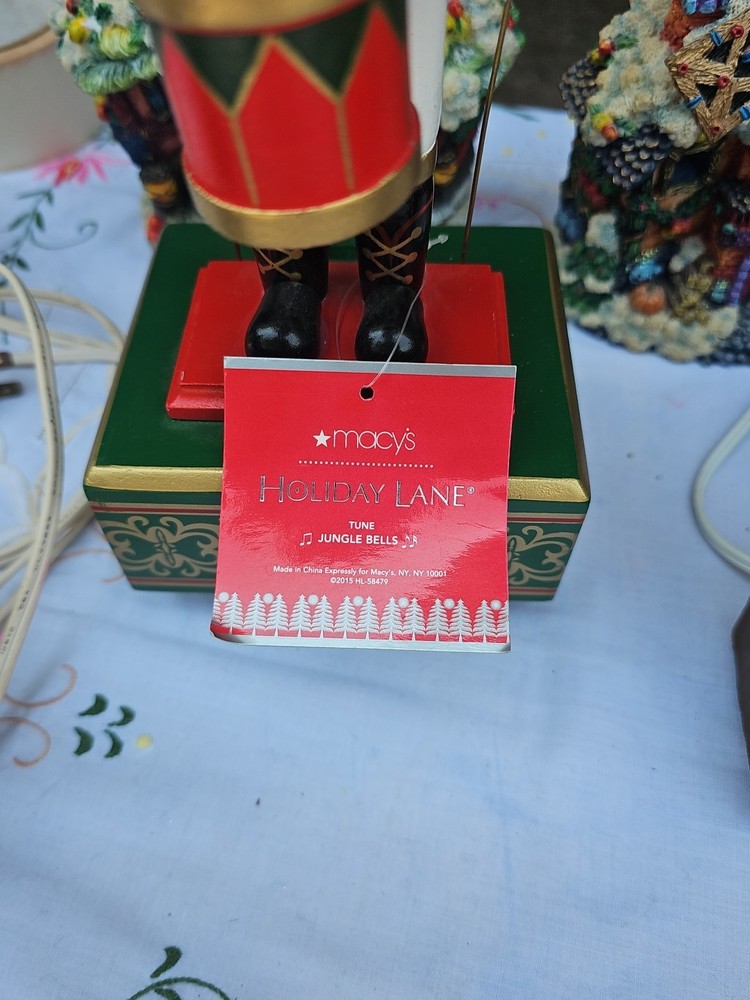 ★macy's
HOLIDAY LANE®
TUNE
♫ JUNGLE BELLS ♫
Made in China Expressly for Macy's, NY, NY 10001
©2015 HL-58479